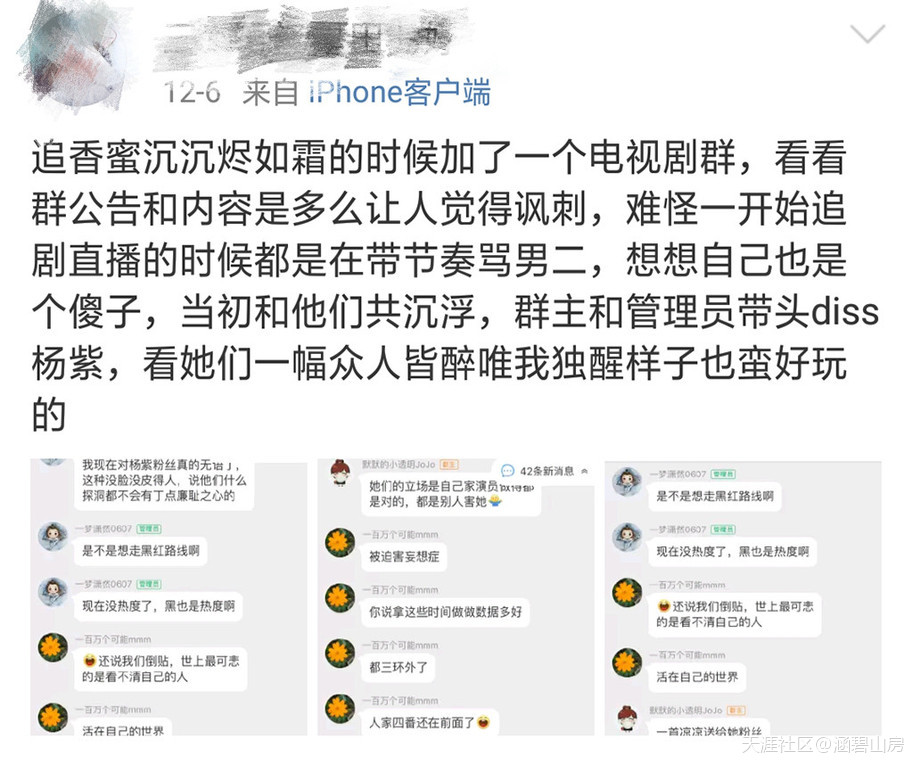 12-6 来自 iPhone客户端
追香蜜沉沉烬如霜的时候加了一个电视剧群，看看
群公告和内容是多么让人觉得讽刺，难怪一开始追
剧直播的时候都是在带节奏骂男二，想想自己也是
个傻子，当初和他们共沉浮，群主和管理员带头diss
杨紫，看她们一幅众人皆醉唯我独醒样子也蛮好玩
的
我现在对杨紫粉丝真的无语了，
这种没脸没皮得人，说他们什么
探洞都不会有丁点廉耻之心的
一梦潇然0607 管理员
是不是想走黑红路线啊
一梦潇然0607 管理员
现在没热度了，黑也是热度啊
一百万个可能mmm
还说我们倒贴，世上最可悲
的是看不清自己的人
一百万个可能mmm
活在自己的世界
默默的小透明JoJo 群主
42条新消息
她们的立场是自己家演员做得都
是对的，都是别人害她
一百万个可能mmm
被迫害妄想症
一百万个可能mmm
你说拿这些时间做做数据多好
一百万个可能mmm
都三环外了
一百万个可能mmm
人家四番还在前面了
一梦潇然0607 管理员
是不是想走黑红路线啊
一梦潇然0607 管理员
现在没热度了，黑也是热度啊
一百万个可能mmm
还说我们倒贴，世上最可悲
的是看不清自己的人
一百万个可能mmm
活在自己的世界
默默的小透明JoJo 群主
一首凉凉送给她粉丝
天涯社区@涵碧山房